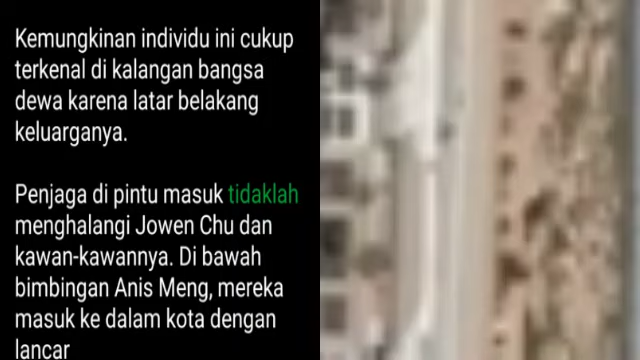 Kemungkinan individu ini cukup
terkenal di kalangan bangsa
dewa karena latar belakang
keluarganya.
Penjaga di pintu masuk tidaklah
menghalangi Jowen Chu dan
kawan-kawannya. Di bawah
bimbingan Anis Meng, mereka
masuk ke dalam kota dengan
lancar